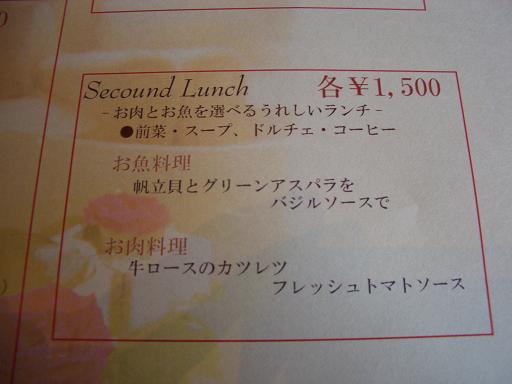 0
Secound Lunch 各￥1,500
-お肉とお魚を選べるうれしいランチ-
●前菜・スープ、ドルチェ・コーヒー
お魚料理
帆立貝とグリーンアスパラを
バジルソースで
お肉料理
牛ロースのカツレツ
フレッシュトマトソース
)